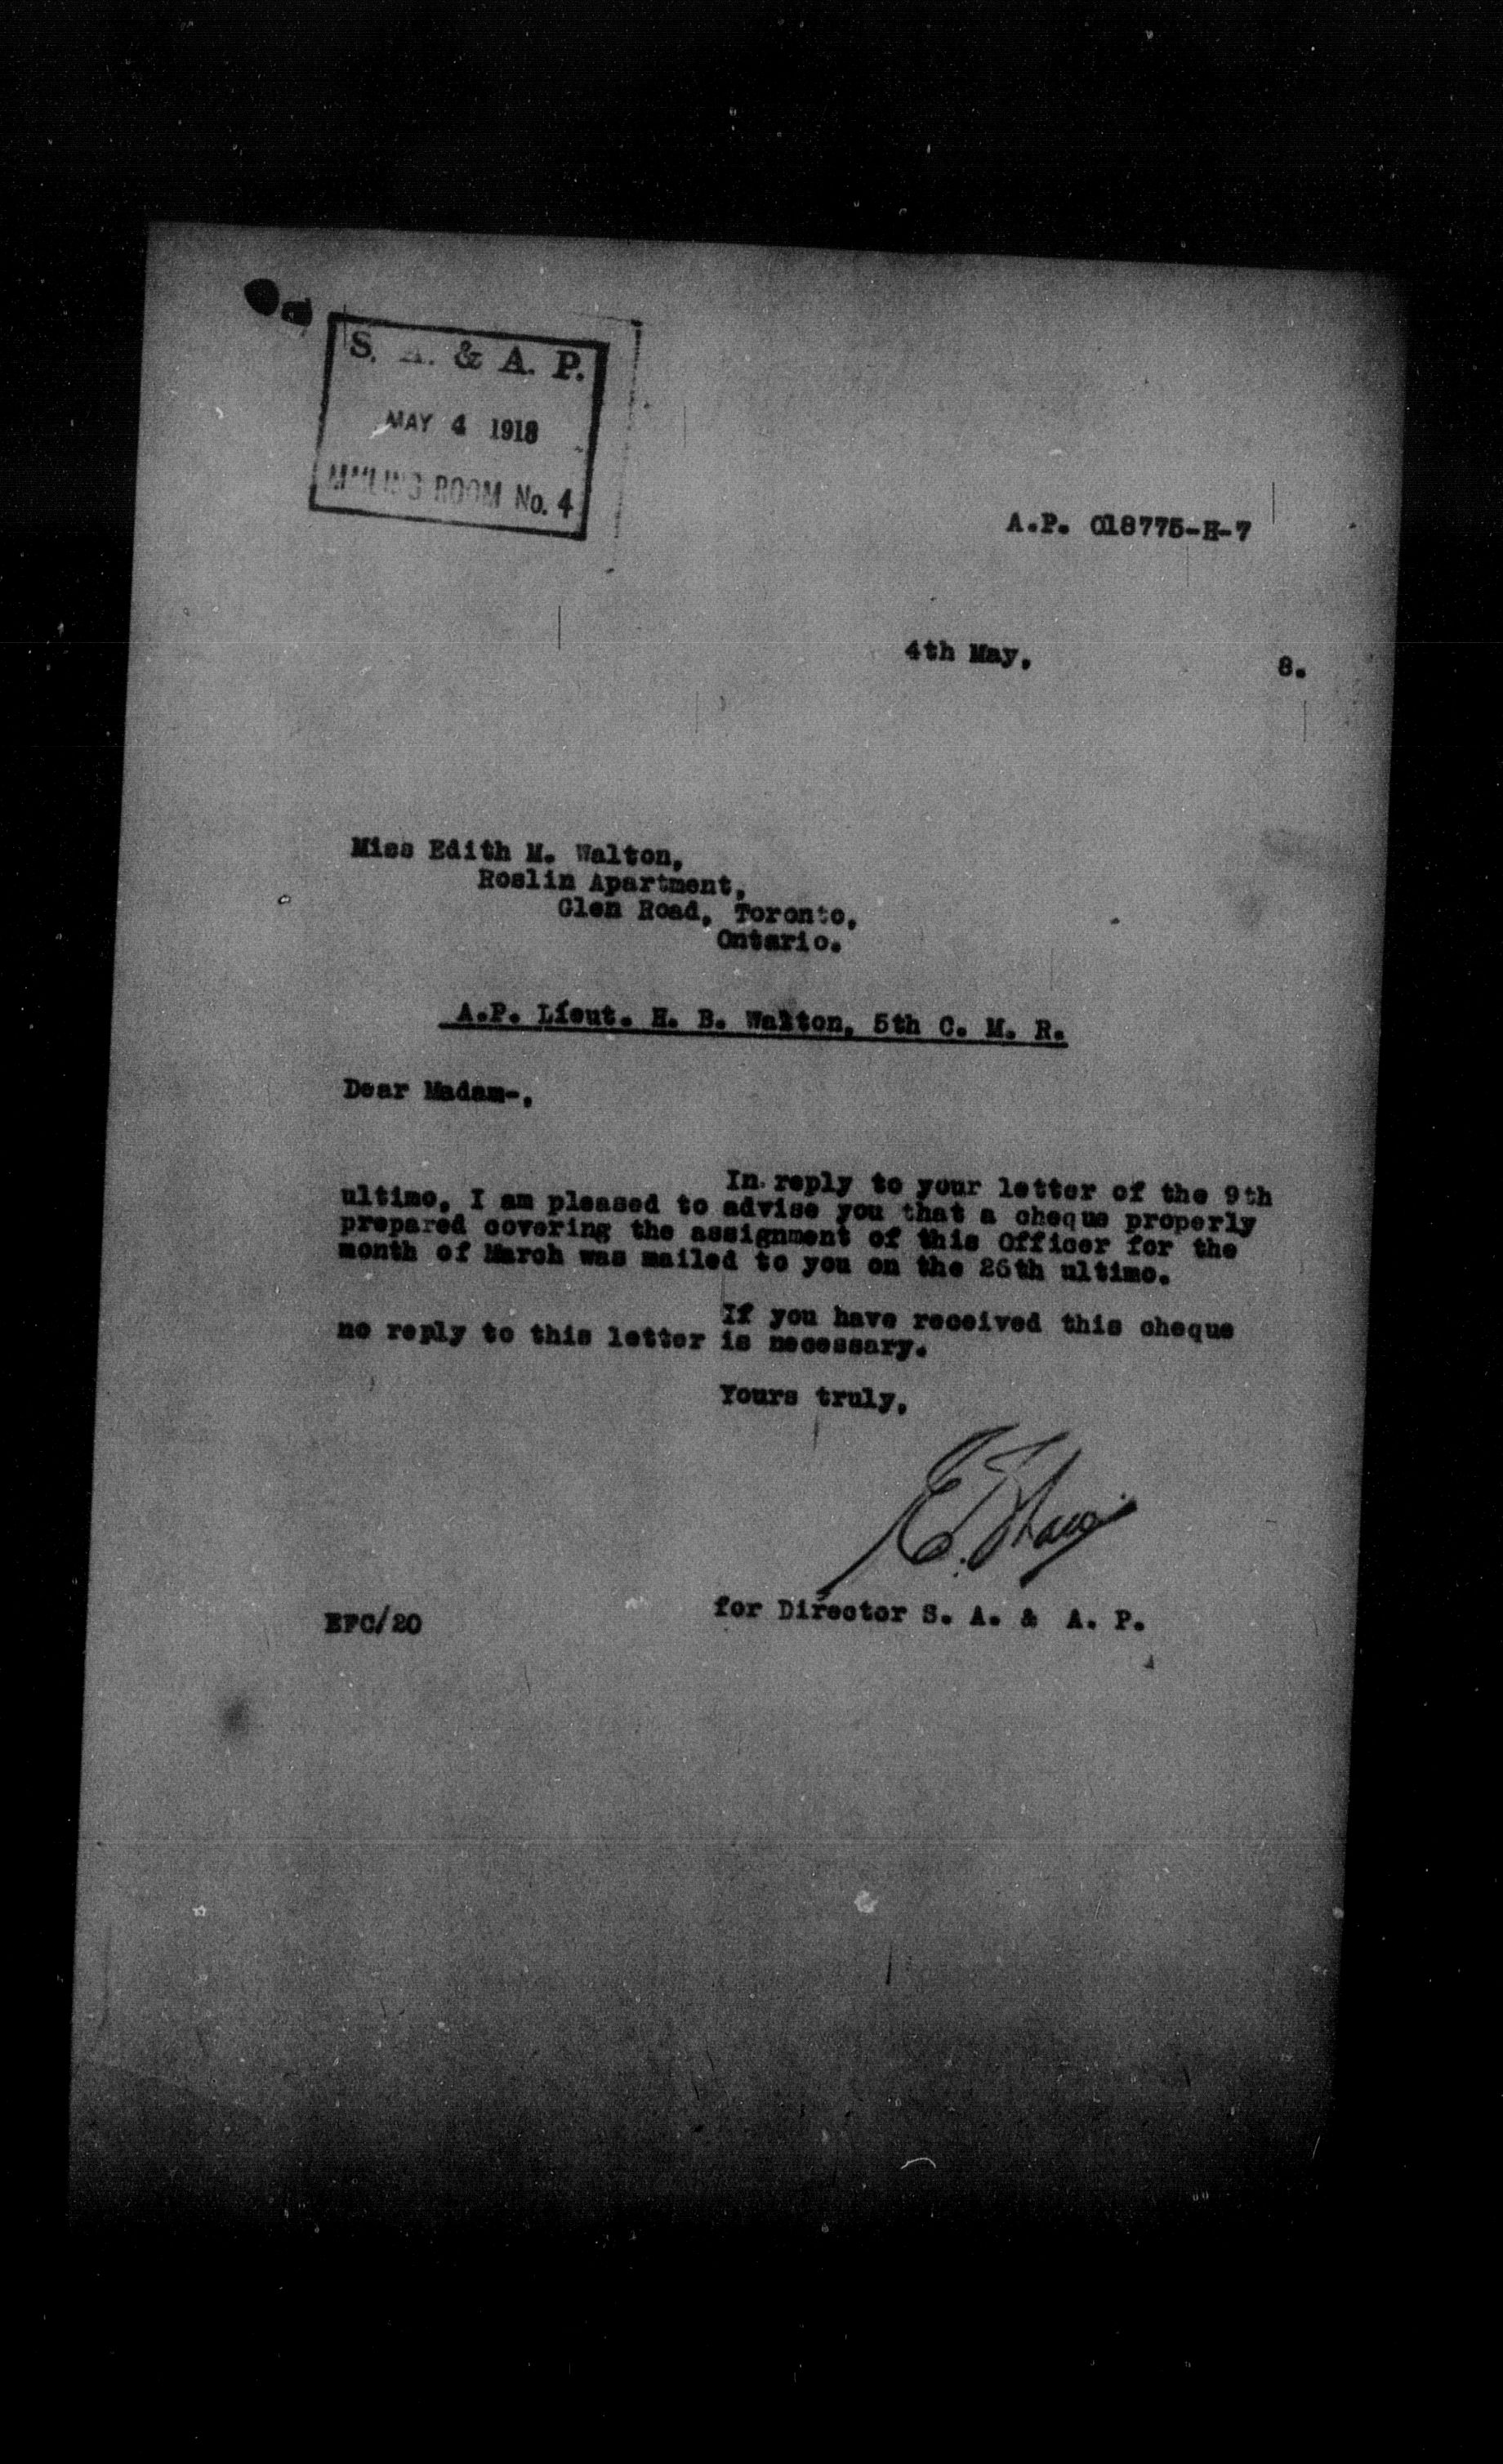 S. A. & A. P.
MAY 4 1918
MAILING ROOM No. 4
A.P. 018775-H-7
4th May, 8.
Miss Edith M. Walton,
Roslin Apartment,
Glen Road, Toronto,
Ontario.
A.P. Lieut. H. B. Walton, 5th C. M. R.
Dear Madam-,
In reply to your letter of the 9th
ultimo, I am pleased to advise you that a cheque properly
prepared covering the assignment of this Officer for the
month of March was mailed to you on the 26th ultimo.
If you have received this cheque
no reply to this letter is necessary.
Yours truly,
for Director S. A. & A. P.
EFC/20